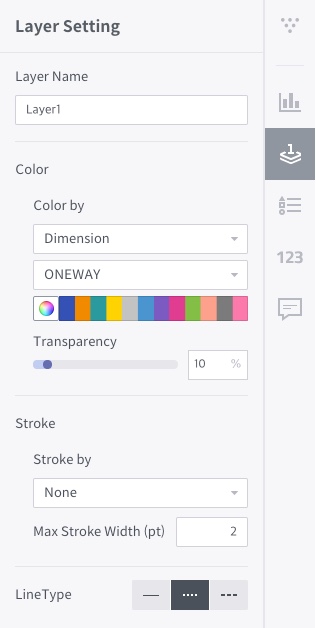 Layer Setting
Layer Name
Layer1
Color
Color by
Dimension
ONEWAY
Transparency
10 %
Stroke
Stroke by
None
Max Stroke Width (pt) 2
LineType
1
123